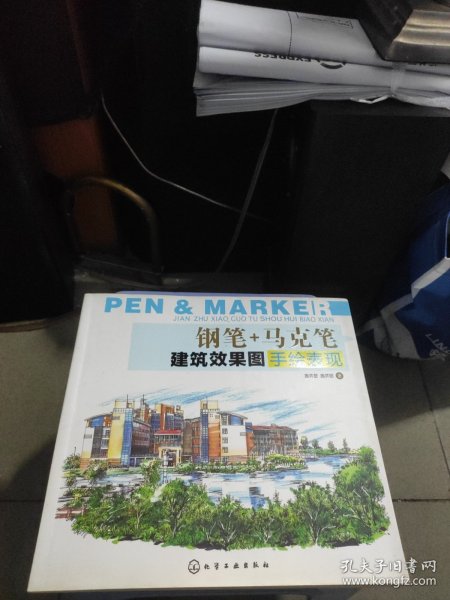 EXPRESS
PEN & MARKER
JIAN ZHU XIAO GUO TU SHOU HUI BIAO XIAN
钢笔+马克笔
建筑效果图手绘表现
著
化学工业出版社
孔夫子旧书网
www.kongfz.com